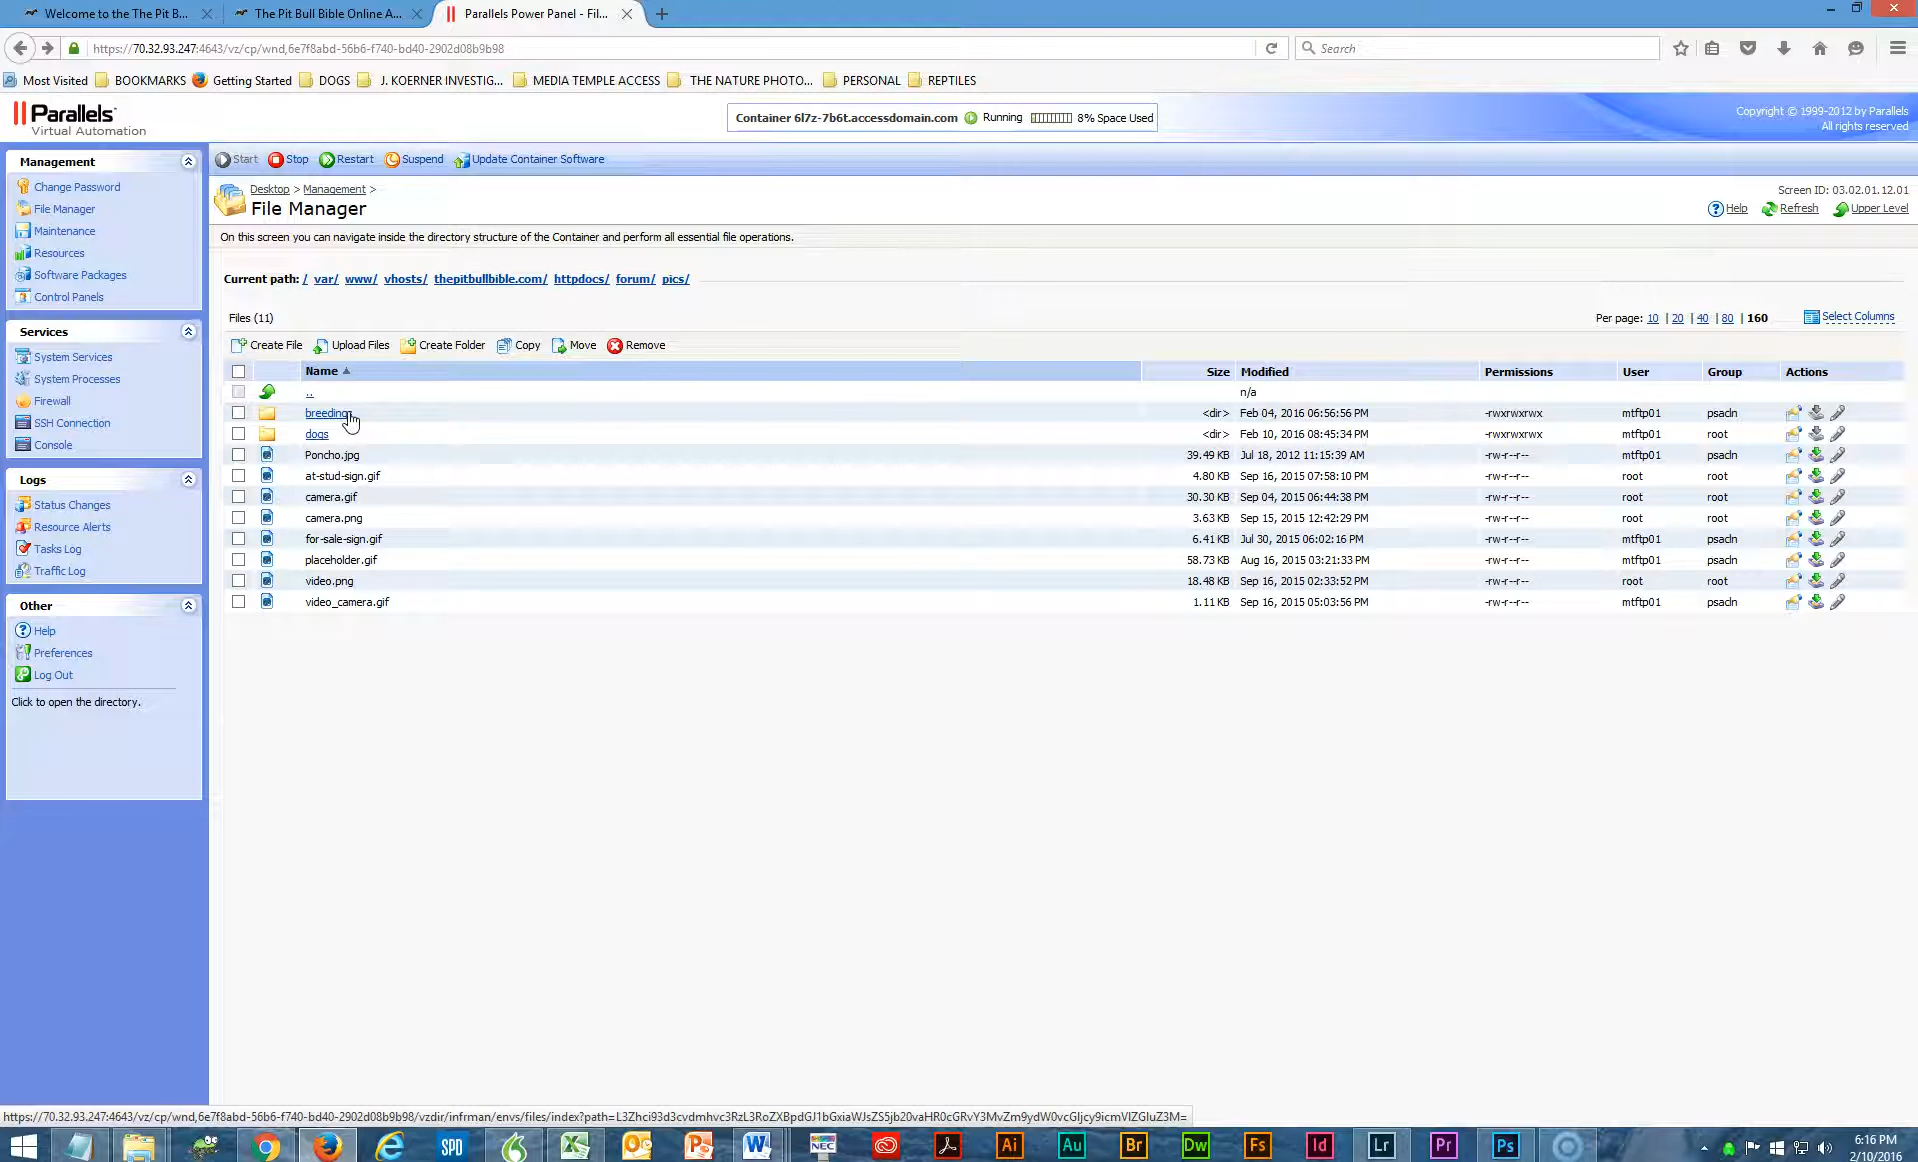 Welcome to the The Pit B...
The Pit Bull Bible Online A...
Parallels Power Panel - Fil...
https://70.32.93.247:4643/vz/cp/wnd,6e7f8abd-56b6-f740-bd40-2902d08b9b98
Search
Most Visited BOOKMARKS Getting Started DOGS J. KOERNER INVESTIG... MEDIA TEMPLE ACCESS THE NATURE PHOTO... PERSONAL REPTILES
Parallels
Virtual Automation
Container 6l7z-7b6t.accessdomain.com Running 8% Space Used
Copyright © 1999-2012 by Parallels
All rights reserved
Management
Change Password
File Manager
Maintenance
Resources
Software Packages
Control Panels
Services
System Services
System Processes
Firewall
SSH Connection
Console
Logs
Status Changes
Resource Alerts
Tasks Log
Traffic Log
Other
Help
Preferences
Log Out
Click to open the directory.
Start Stop Restart Suspend Update Container Software
Desktop > Management >
File Manager
Screen ID: 03.02.01.12.01
Help Refresh Upper Level
On this screen you can navigate inside the directory structure of the Container and perform all essential file operations.
Current path: / var/ www/ vhosts/ thepitbullbible.com/ httpdocs/ forum/ pics/
Files (11)
Per page: 10 | 20 | 40 | 80 | 160 Select Columns
Create File Upload Files Create Folder Copy Move Remove
Name Size Modified Permissions User Group Actions
.. n/a
breedings <dir> Feb 04, 2016 06:56:56 PM -rwxrwxrwx mtftp01 psacln
dogs <dir> Feb 10, 2016 08:45:34 PM -rwxrwxrwx mtftp01 root
Poncho.jpg 39.49 KB Jul 18, 2012 11:15:39 AM -rw-r--r-- mtftp01 psacln
at-stud-sign.gif 4.80 KB Sep 16, 2015 07:58:10 PM -rw-r--r-- root root
camera.gif 30.30 KB Sep 04, 2015 06:44:38 PM -rw-r--r-- root root
camera.png 3.63 KB Sep 15, 2015 12:42:29 PM -rw-r--r-- root root
for-sale-sign.gif 6.41 KB Jul 30, 2015 06:02:16 PM -rw-r--r-- mtftp01 psacln
placeholder.gif 58.73 KB Aug 16, 2015 03:21:33 PM -rw-r--r-- mtftp01 psacln
video.png 18.48 KB Sep 16, 2015 02:33:52 PM -rw-r--r-- root root
video_camera.gif 1.11 KB Sep 16, 2015 05:03:56 PM -rw-r--r-- mtftp01 psacln
SPD NEC Ai Au Br Dw Fs Id Lr Pr Ps
6:16 PM
2/10/2016